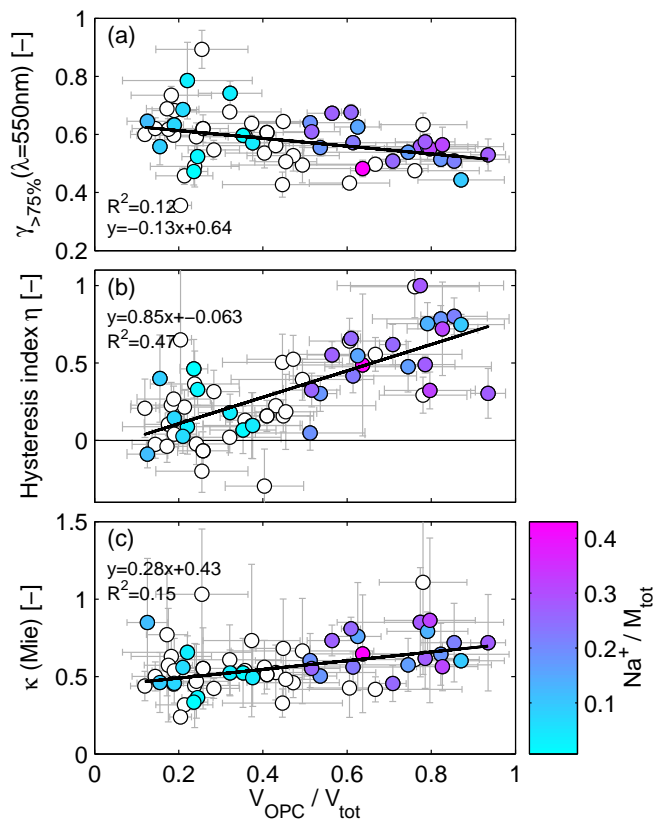 (a)
γ>75%(λ=550nm) [−]
1
0.8
0.6
0.4
0.2
R²=0.12
y=−0.13x+0.64
(b)
Hysteresis index η [−]
1
0.5
0
y=0.85x+−0.063
R²=0.47
(c)
κ (Mie) [−]
1.5
1
0.5
0
y=0.28x+0.43
R²=0.15
0 0.2 0.4 0.6 0.8 1
V_OPC / V_tot
0.4
0.3
0.2
0.1
Na⁺ / M_tot